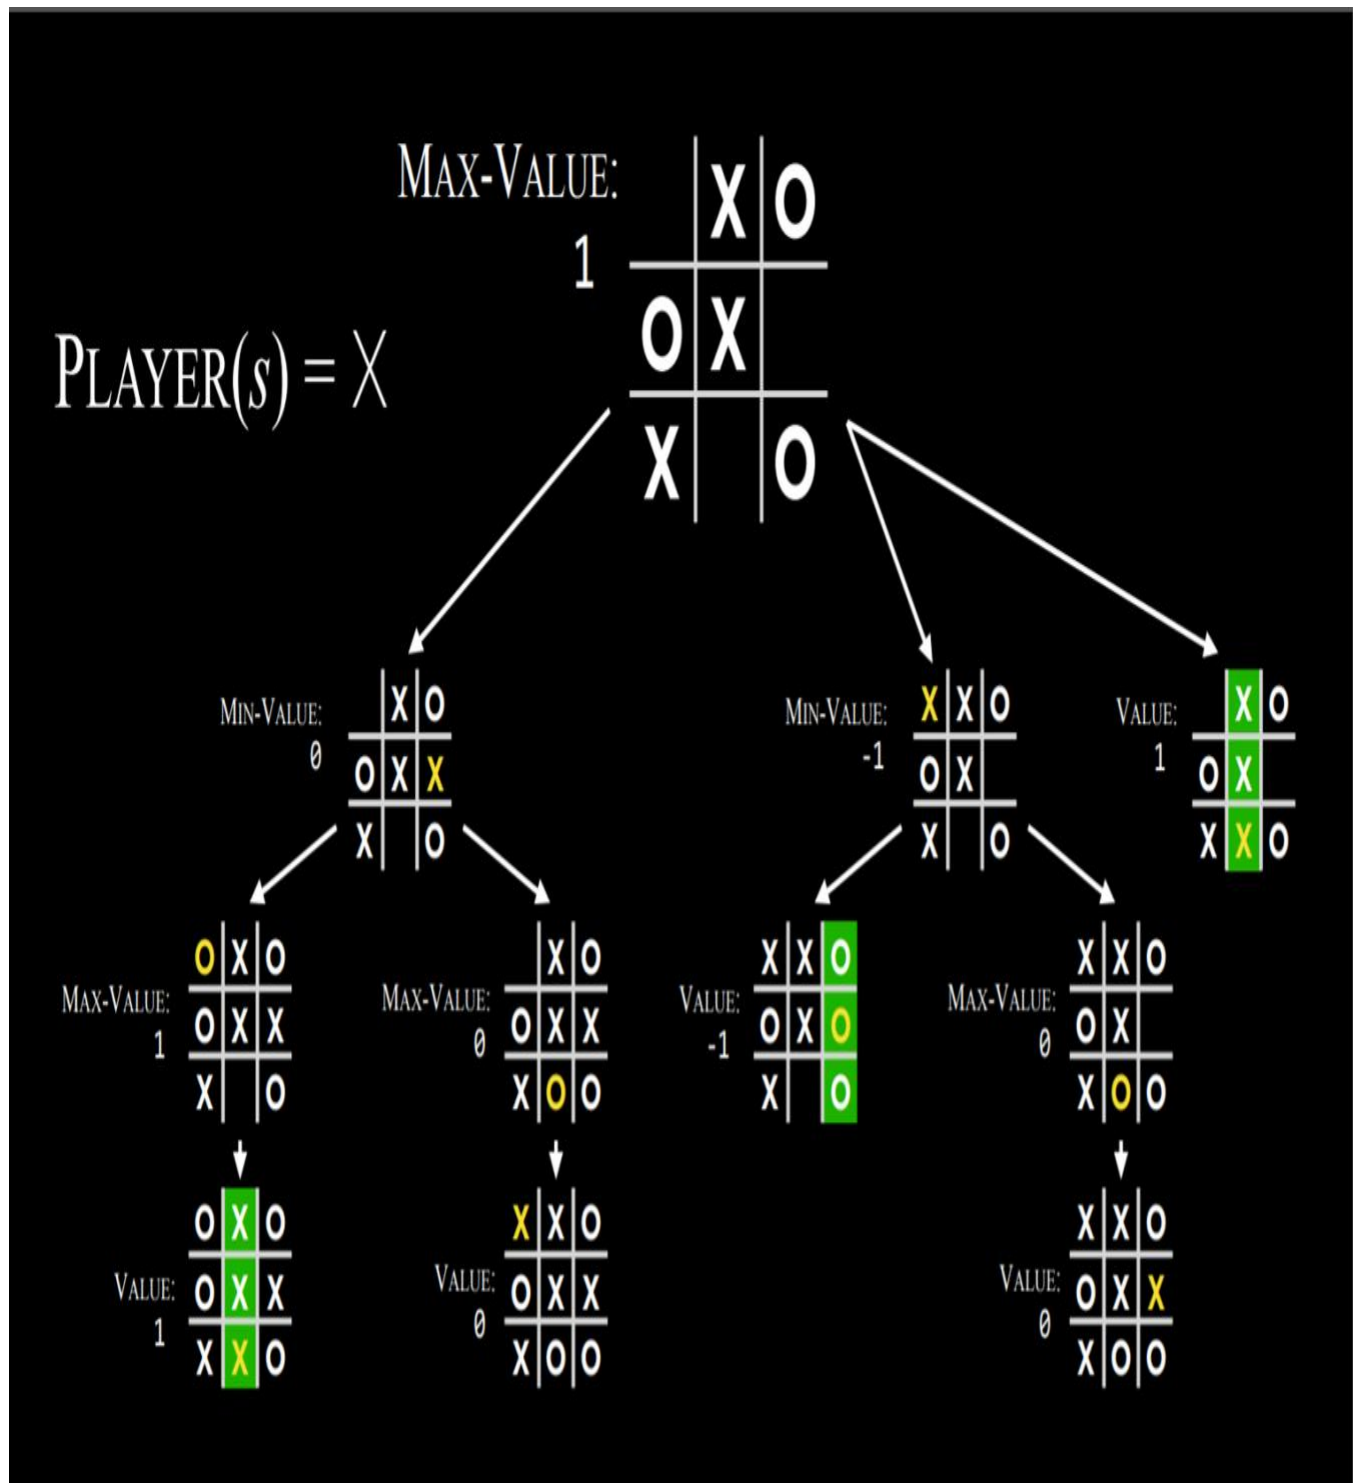 MAX-VALUE:
X O
1
O X
PLAYER(s) = X
X O
MIN-VALUE:
0
X O
O X X
X O
MIN-VALUE:
-1
X X O
O X
X O
VALUE:
1
X O
O X
X X O
MAX-VALUE:
1
O X O
O X X
X O
MAX-VALUE:
0
X O
O X X
X O O
VALUE:
-1
X X O
O X O
X O
MAX-VALUE:
0
X X O
O X
X O O
VALUE:
1
O X O
O X X
X X O
VALUE:
0
X X O
O X X
X O O
VALUE:
0
X X O
O X X
X O O